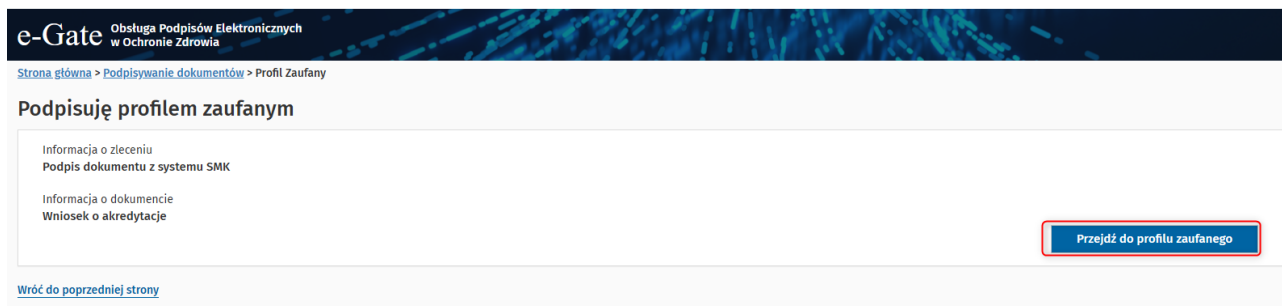 e-Gate Obsługa Podpisów Elektronicznych
w Ochronie Zdrowia
Strona główna > Podpisywanie dokumentów > Profil Zaufany
Podpisuję profilem zaufanym
Informacja o zleceniu
Podpis dokumentu z systemu SMK
Informacja o dokumencie
Wniosek o akredytacje
Przejdź do profilu zaufanego
Wróć do poprzedniej strony